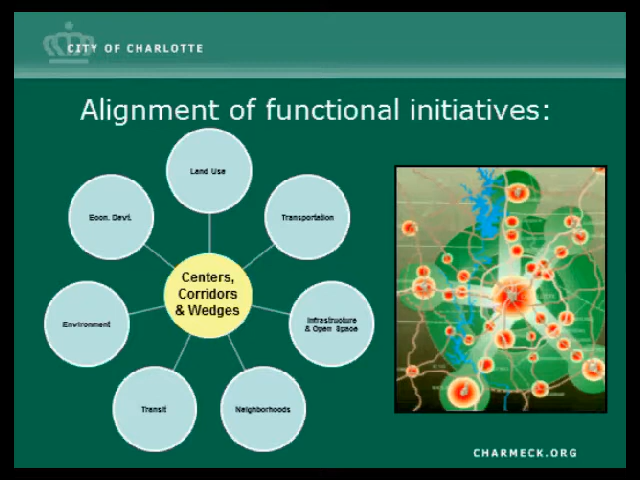 CITY OF CHARLOTTE
Alignment of functional initiatives:
Land Use
Econ. Devt.
Transportation
Centers,
Corridors
& Wedges
Environment
Infrastructure
& Open Space
Transit
Neighborhoods
CHARMECK.ORG